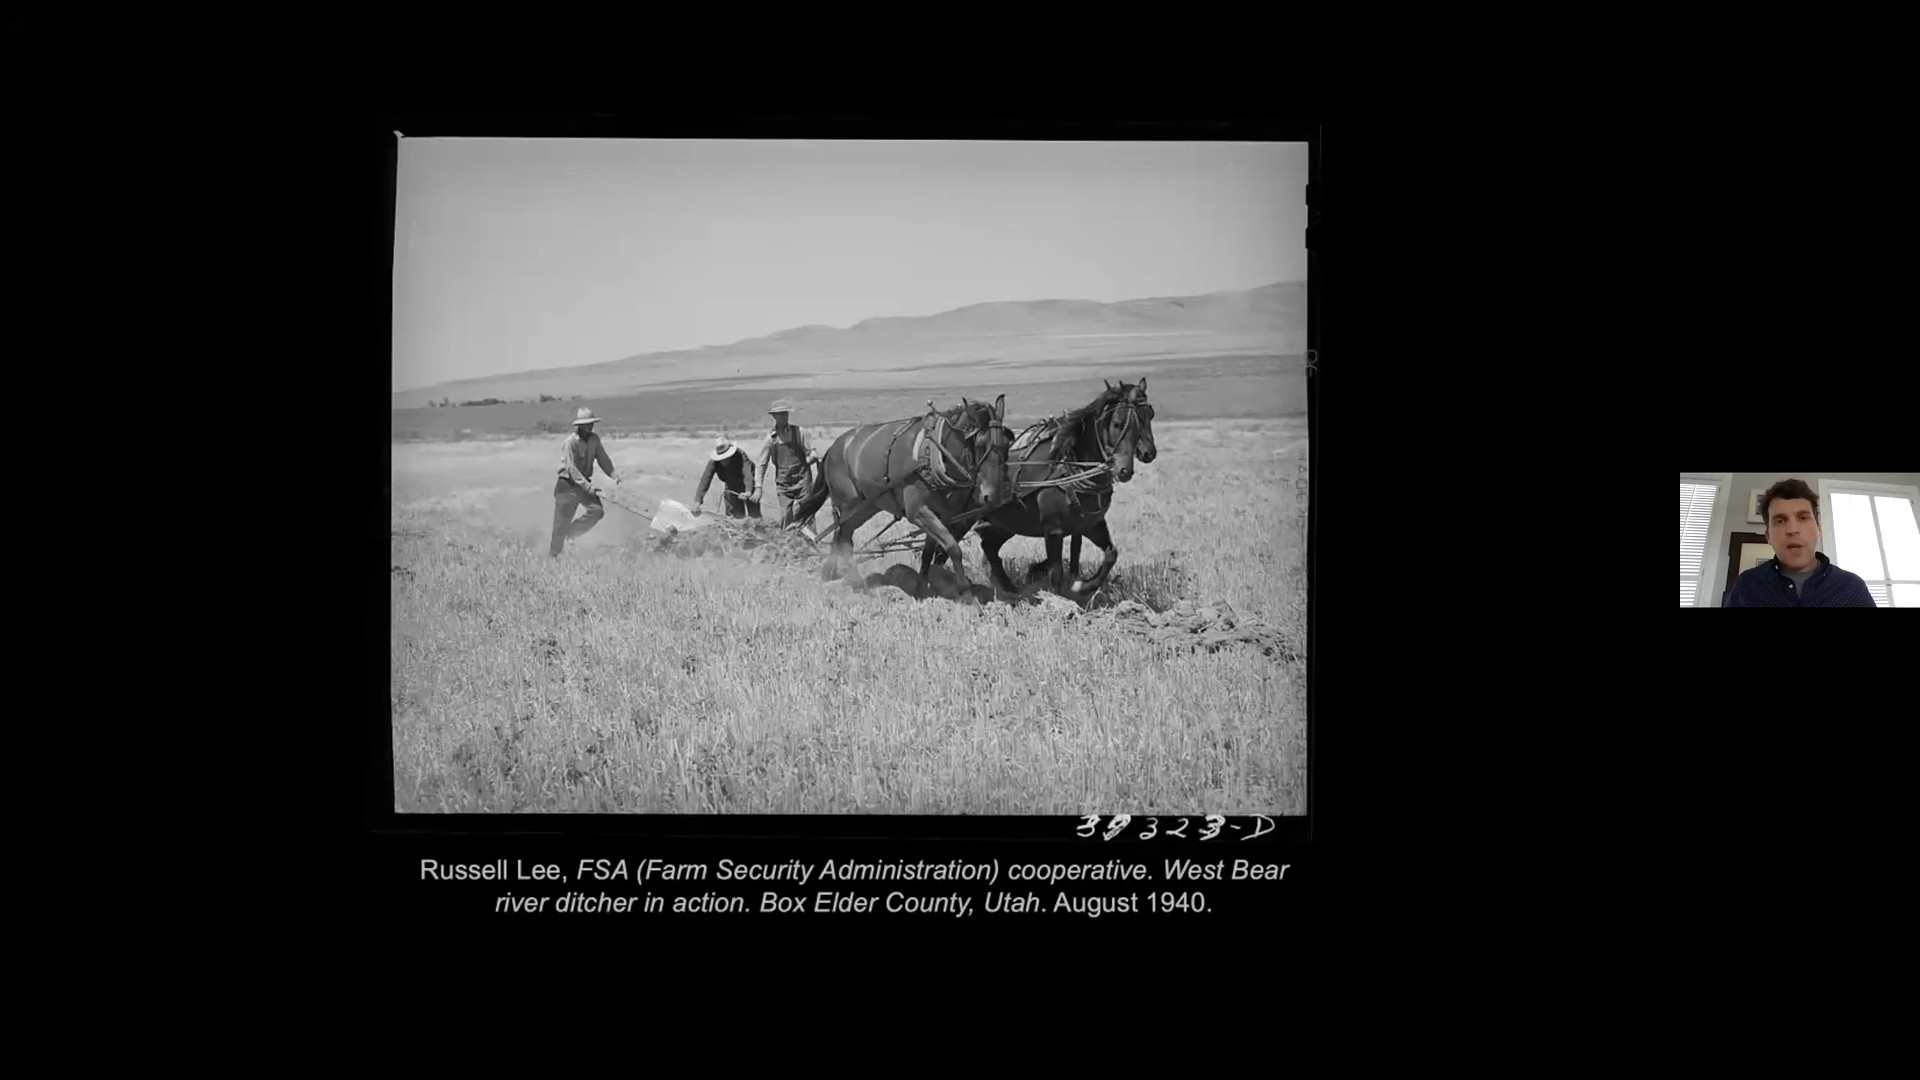 39323-D
Russell Lee, FSA (Farm Security Administration) cooperative. West Bear
river ditcher in action. Box Elder County, Utah. August 1940.